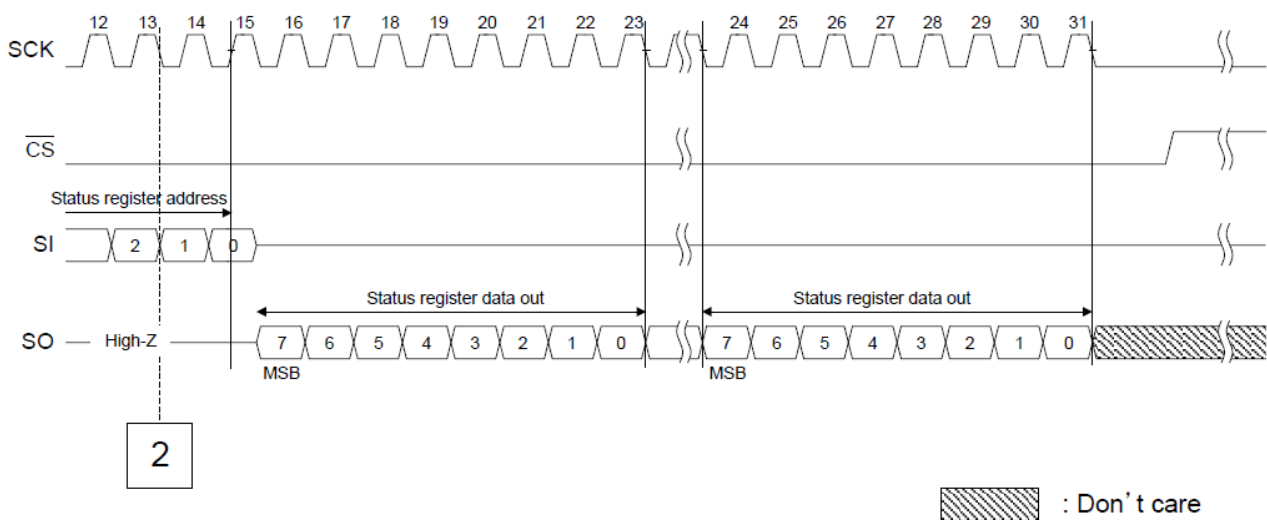 12 13 14 15 16 17 18 19 20 21 22 23 24 25 26 27 28 29 30 31
SCK
CS
Status register address
SI 2 1 0
Status register data out Status register data out
SO High-Z 7 6 5 4 3 2 1 0 7 6 5 4 3 2 1 0
MSB MSB
2
: Don't care